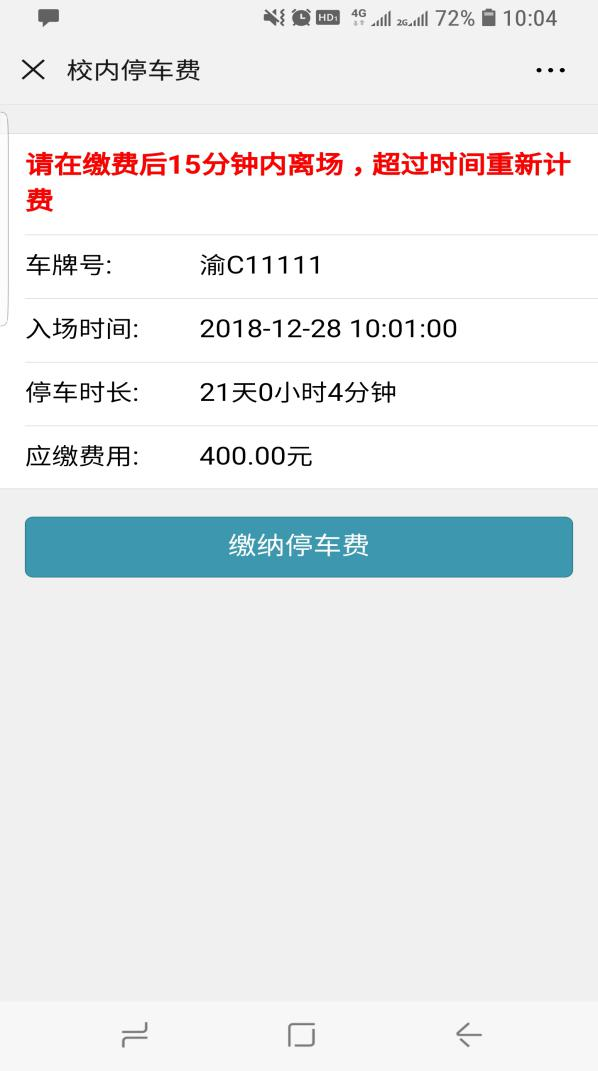 HD1 4G 2G 72% 10:04
校内停车费
请在缴费后15分钟内离场，超过时间重新计
费
车牌号: 渝C11111
入场时间: 2018-12-28 10:01:00
停车时长: 21天0小时4分钟
应缴费用: 400.00元
缴纳停车费